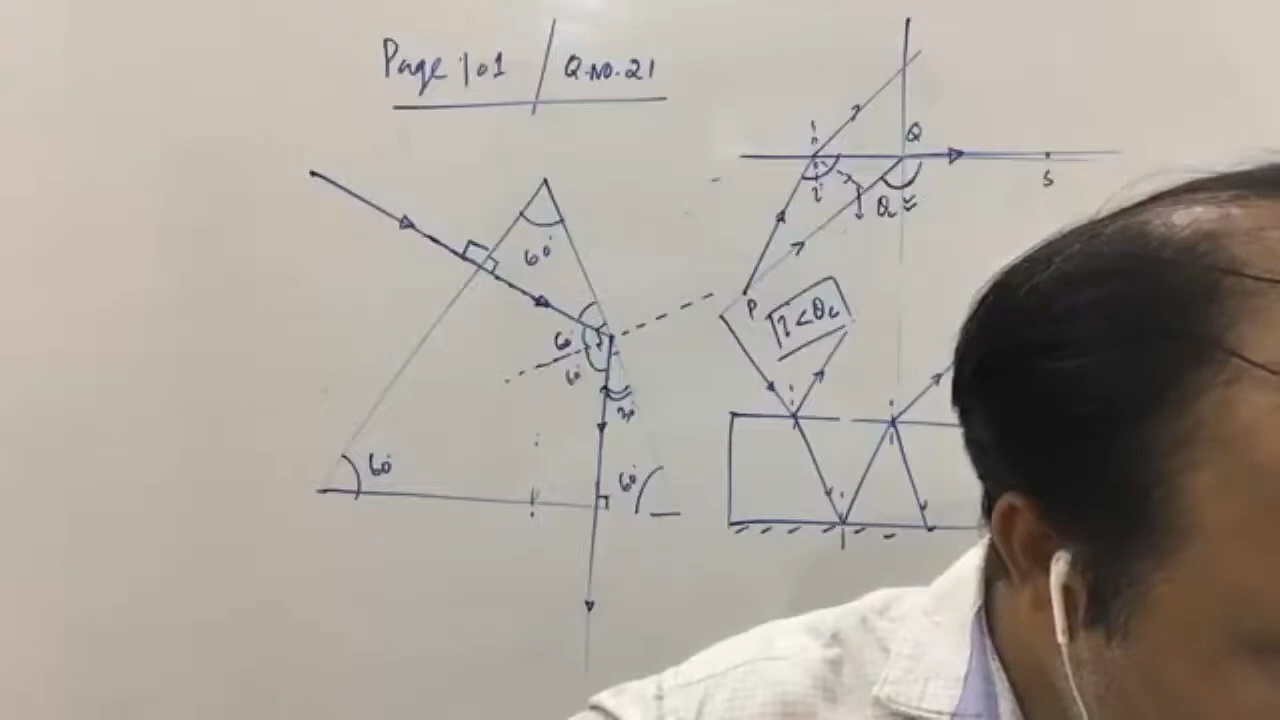 Page 101 / Q.NO.21
60°
60°
60°
30°
60°
60°
Q
S
i
θc
P
i < θc